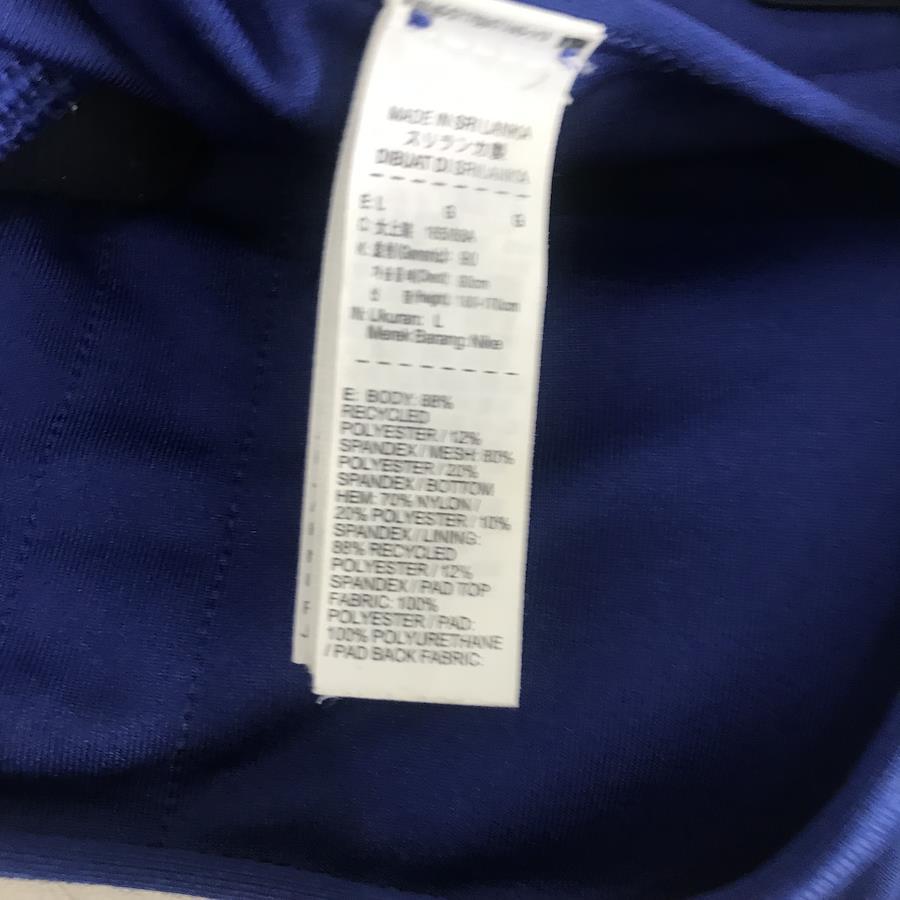 MADE IN SRI LANKA
スリランカ製
DIBUAT DI SRI LANKA
E: L
N: Ukuran: L
Merek Barang: Nike
E: BODY: 88%
RECYCLED
POLYESTER / 12%
SPANDEX / MESH: 80%
POLYESTER / 20%
SPANDEX / BOTTOM
HEM: 70% NYLON /
20% POLYESTER / 10%
SPANDEX / LINING:
88% RECYCLED
POLYESTER / 12%
SPANDEX / PAD TOP
FABRIC: 100%
POLYESTER / PAD:
100% POLYURETHANE
/ PAD BACK FABRIC: